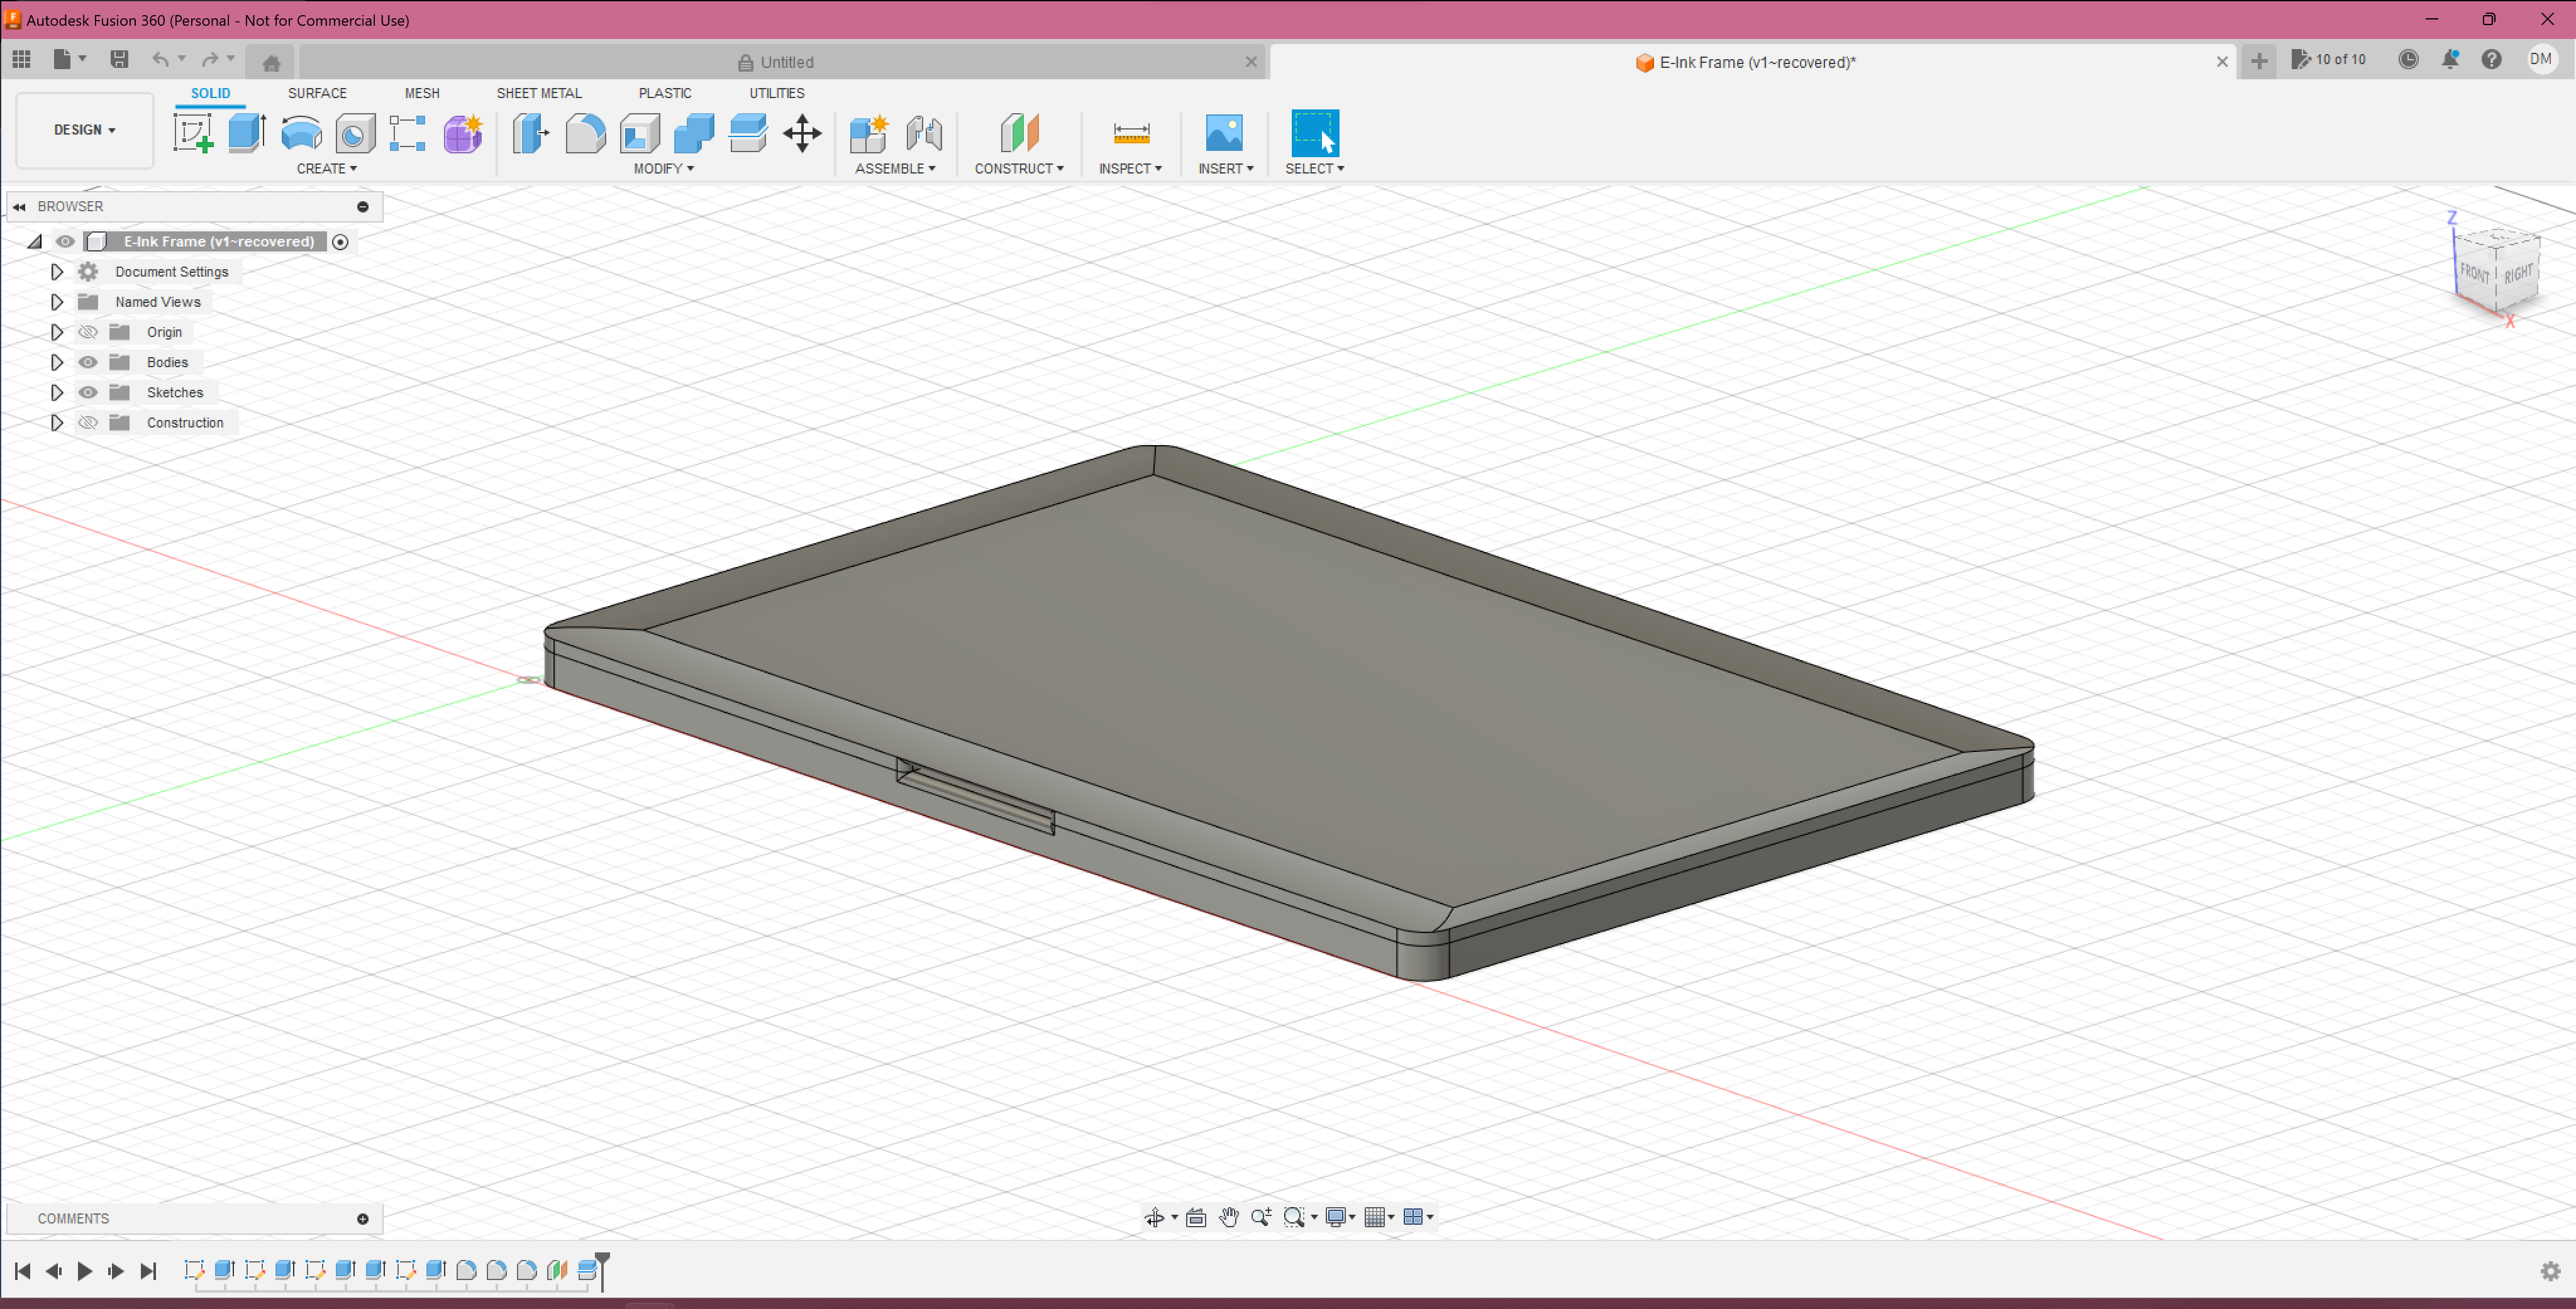 Autodesk Fusion 360 (Personal - Not for Commercial Use)
Untitled
E-Ink Frame (v1~recovered)*
10 of 10
DM
DESIGN
SOLID
SURFACE
MESH
SHEET METAL
PLASTIC
UTILITIES
CREATE
MODIFY
ASSEMBLE
CONSTRUCT
INSPECT
INSERT
SELECT
BROWSER
E-Ink Frame (v1~recovered)
Document Settings
Named Views
Origin
Bodies
Sketches
Construction
Z
FRONT
RIGHT
X
COMMENTS